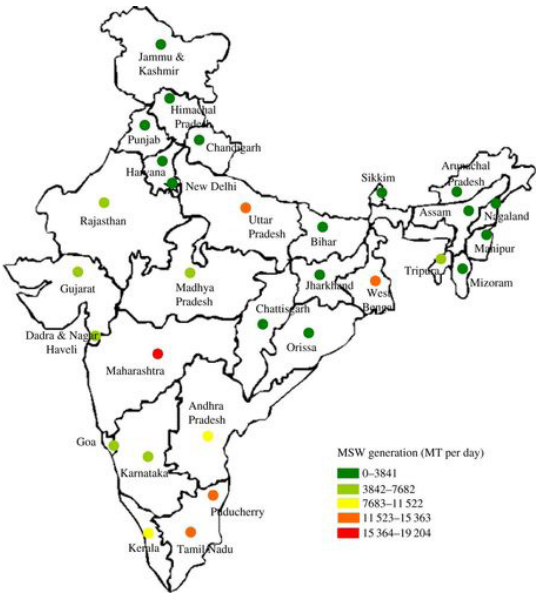 Jammu &
Kashmir
Himachal
Pradesh
Punjab
Chandigarh
Haryana
New Delhi
Sikkim
Arunachal
Pradesh
Rajasthan
Uttar
Pradesh
Bihar
Assam
Nagaland
Manipur
Gujarat
Madhya
Pradesh
Jharkhand
West
Bengal
Tripura
Mizoram
Chattisgarh
Dadra & Nagar
Haveli
Orissa
Maharashtra
Andhra
Pradesh
Goa
Karnataka
Puducherry
Kerala
Tamil Nadu
MSW generation (MT per day)
0–3841
3842–7682
7683–11 522
11 523–15 363
15 364–19 204